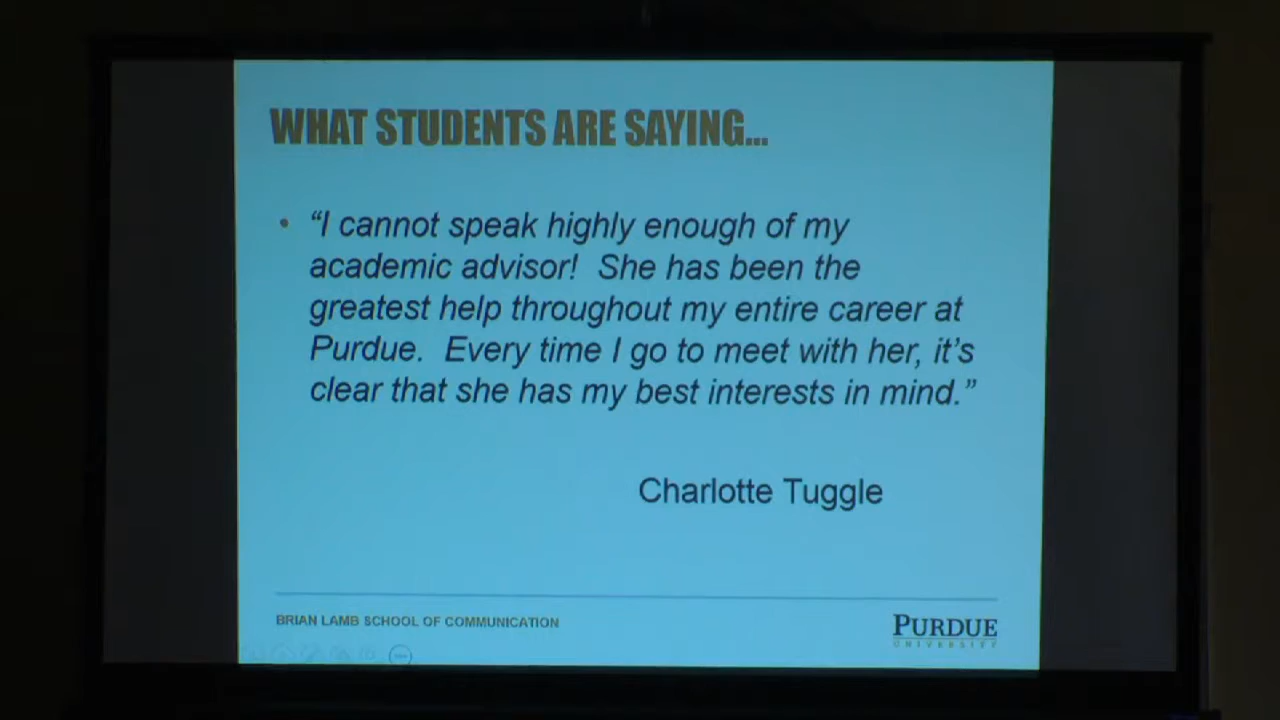 WHAT STUDENTS ARE SAYING...
• “I cannot speak highly enough of my
academic advisor!  She has been the
greatest help throughout my entire career at
Purdue.  Every time I go to meet with her, it’s
clear that she has my best interests in mind.”
Charlotte Tuggle
BRIAN LAMB SCHOOL OF COMMUNICATION
PURDUE
UNIVERSITY